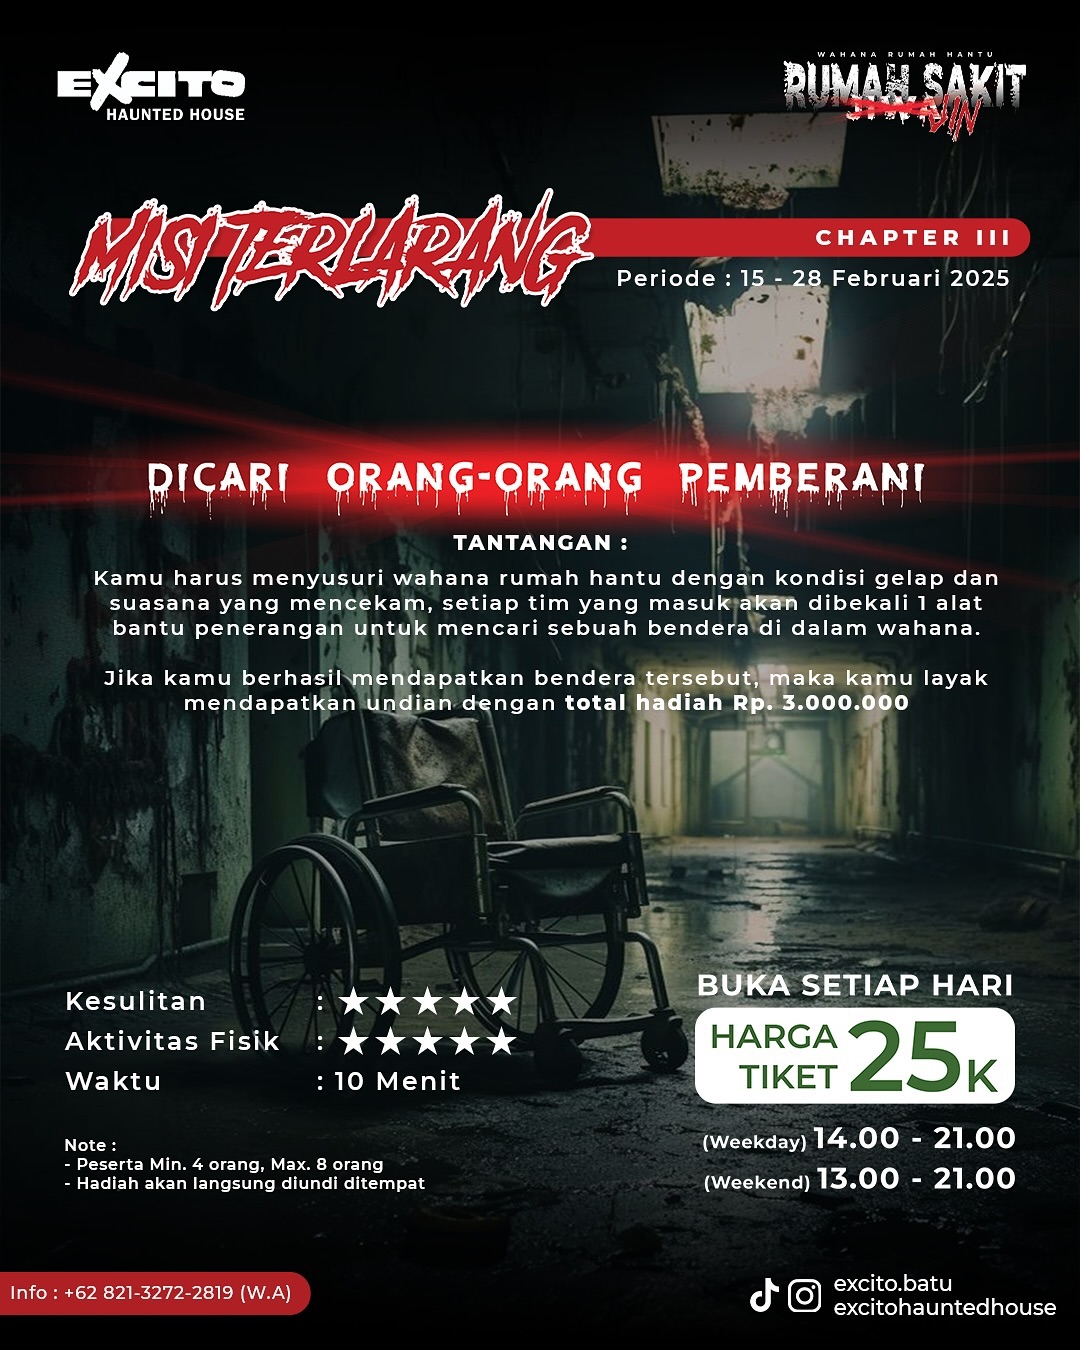 EXCITO
HAUNTED HOUSE
WAHANA RUMAH HANTU
RUMAH SAKIT
JIN
MISI TERLARANG
CHAPTER III
Periode : 15 - 28 Februari 2025
DICARI ORANG-ORANG PEMBERANI
TANTANGAN :
Kamu harus menyusuri wahana rumah hantu dengan kondisi gelap dan
suasana yang mencekam, setiap tim yang masuk akan dibekali 1 alat
bantu penerangan untuk mencari sebuah bendera di dalam wahana.
Jika kamu berhasil mendapatkan bendera tersebut, maka kamu layak
mendapatkan undian dengan total hadiah Rp. 3.000.000
Kesulitan : ★★★★★
Aktivitas Fisik : ★★★★★
Waktu : 10 Menit
Note :
- Peserta Min. 4 orang, Max. 8 orang
- Hadiah akan langsung diundi ditempat
BUKA SETIAP HARI
HARGA TIKET 25K
(Weekday) 14.00 - 21.00
(Weekend) 13.00 - 21.00
Info : +62 821-3272-2819 (W.A)
excito.batu
excitohauntedhouse